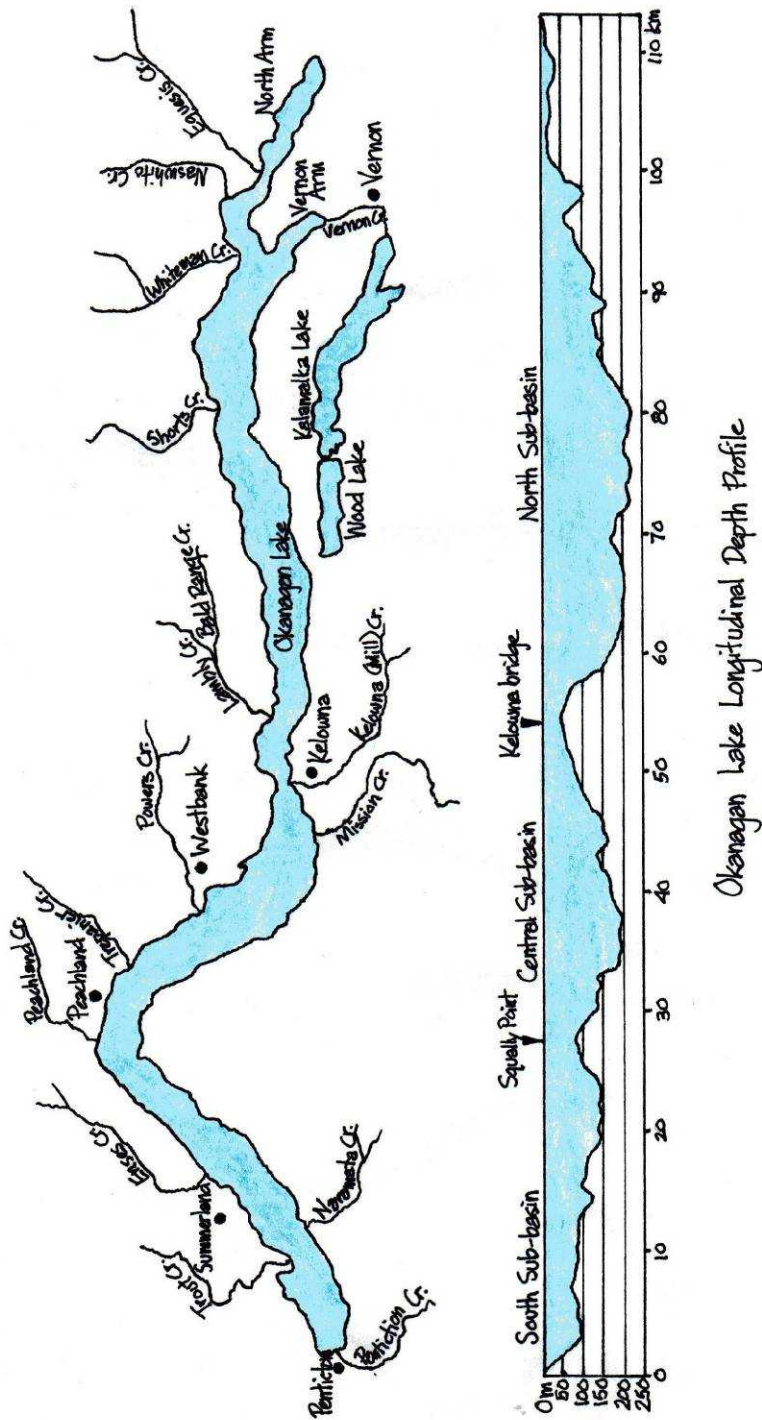 Equesis Cr.
Naswhito Cr.
Whiteman Cr.
North Arm
Vernon
Arm
Vernon Cr.
Vernon
Shorts Cr.
Kalamalka Lake
Wood Lake
Okanagan Lake
Bald Range Cr.
Lambly Cr.
Kelowna
Kelowna (Mill) Cr.
Mission Cr.
Powers Cr.
Westbank
Trepanier Cr.
Peachland Cr.
Peachland
Eneas Cr.
Summerland
Trout Cr.
Naramata Cr.
Penticton
Penticton Cr.
South Sub-basin
Squally Point
Central Sub-basin
Kelowna bridge
North Sub-basin
0m
50
100
150
200
250
0 10 20 30 40 50 60 70 80 90 100 110 km
Okanagan Lake Longitudinal Depth Profile